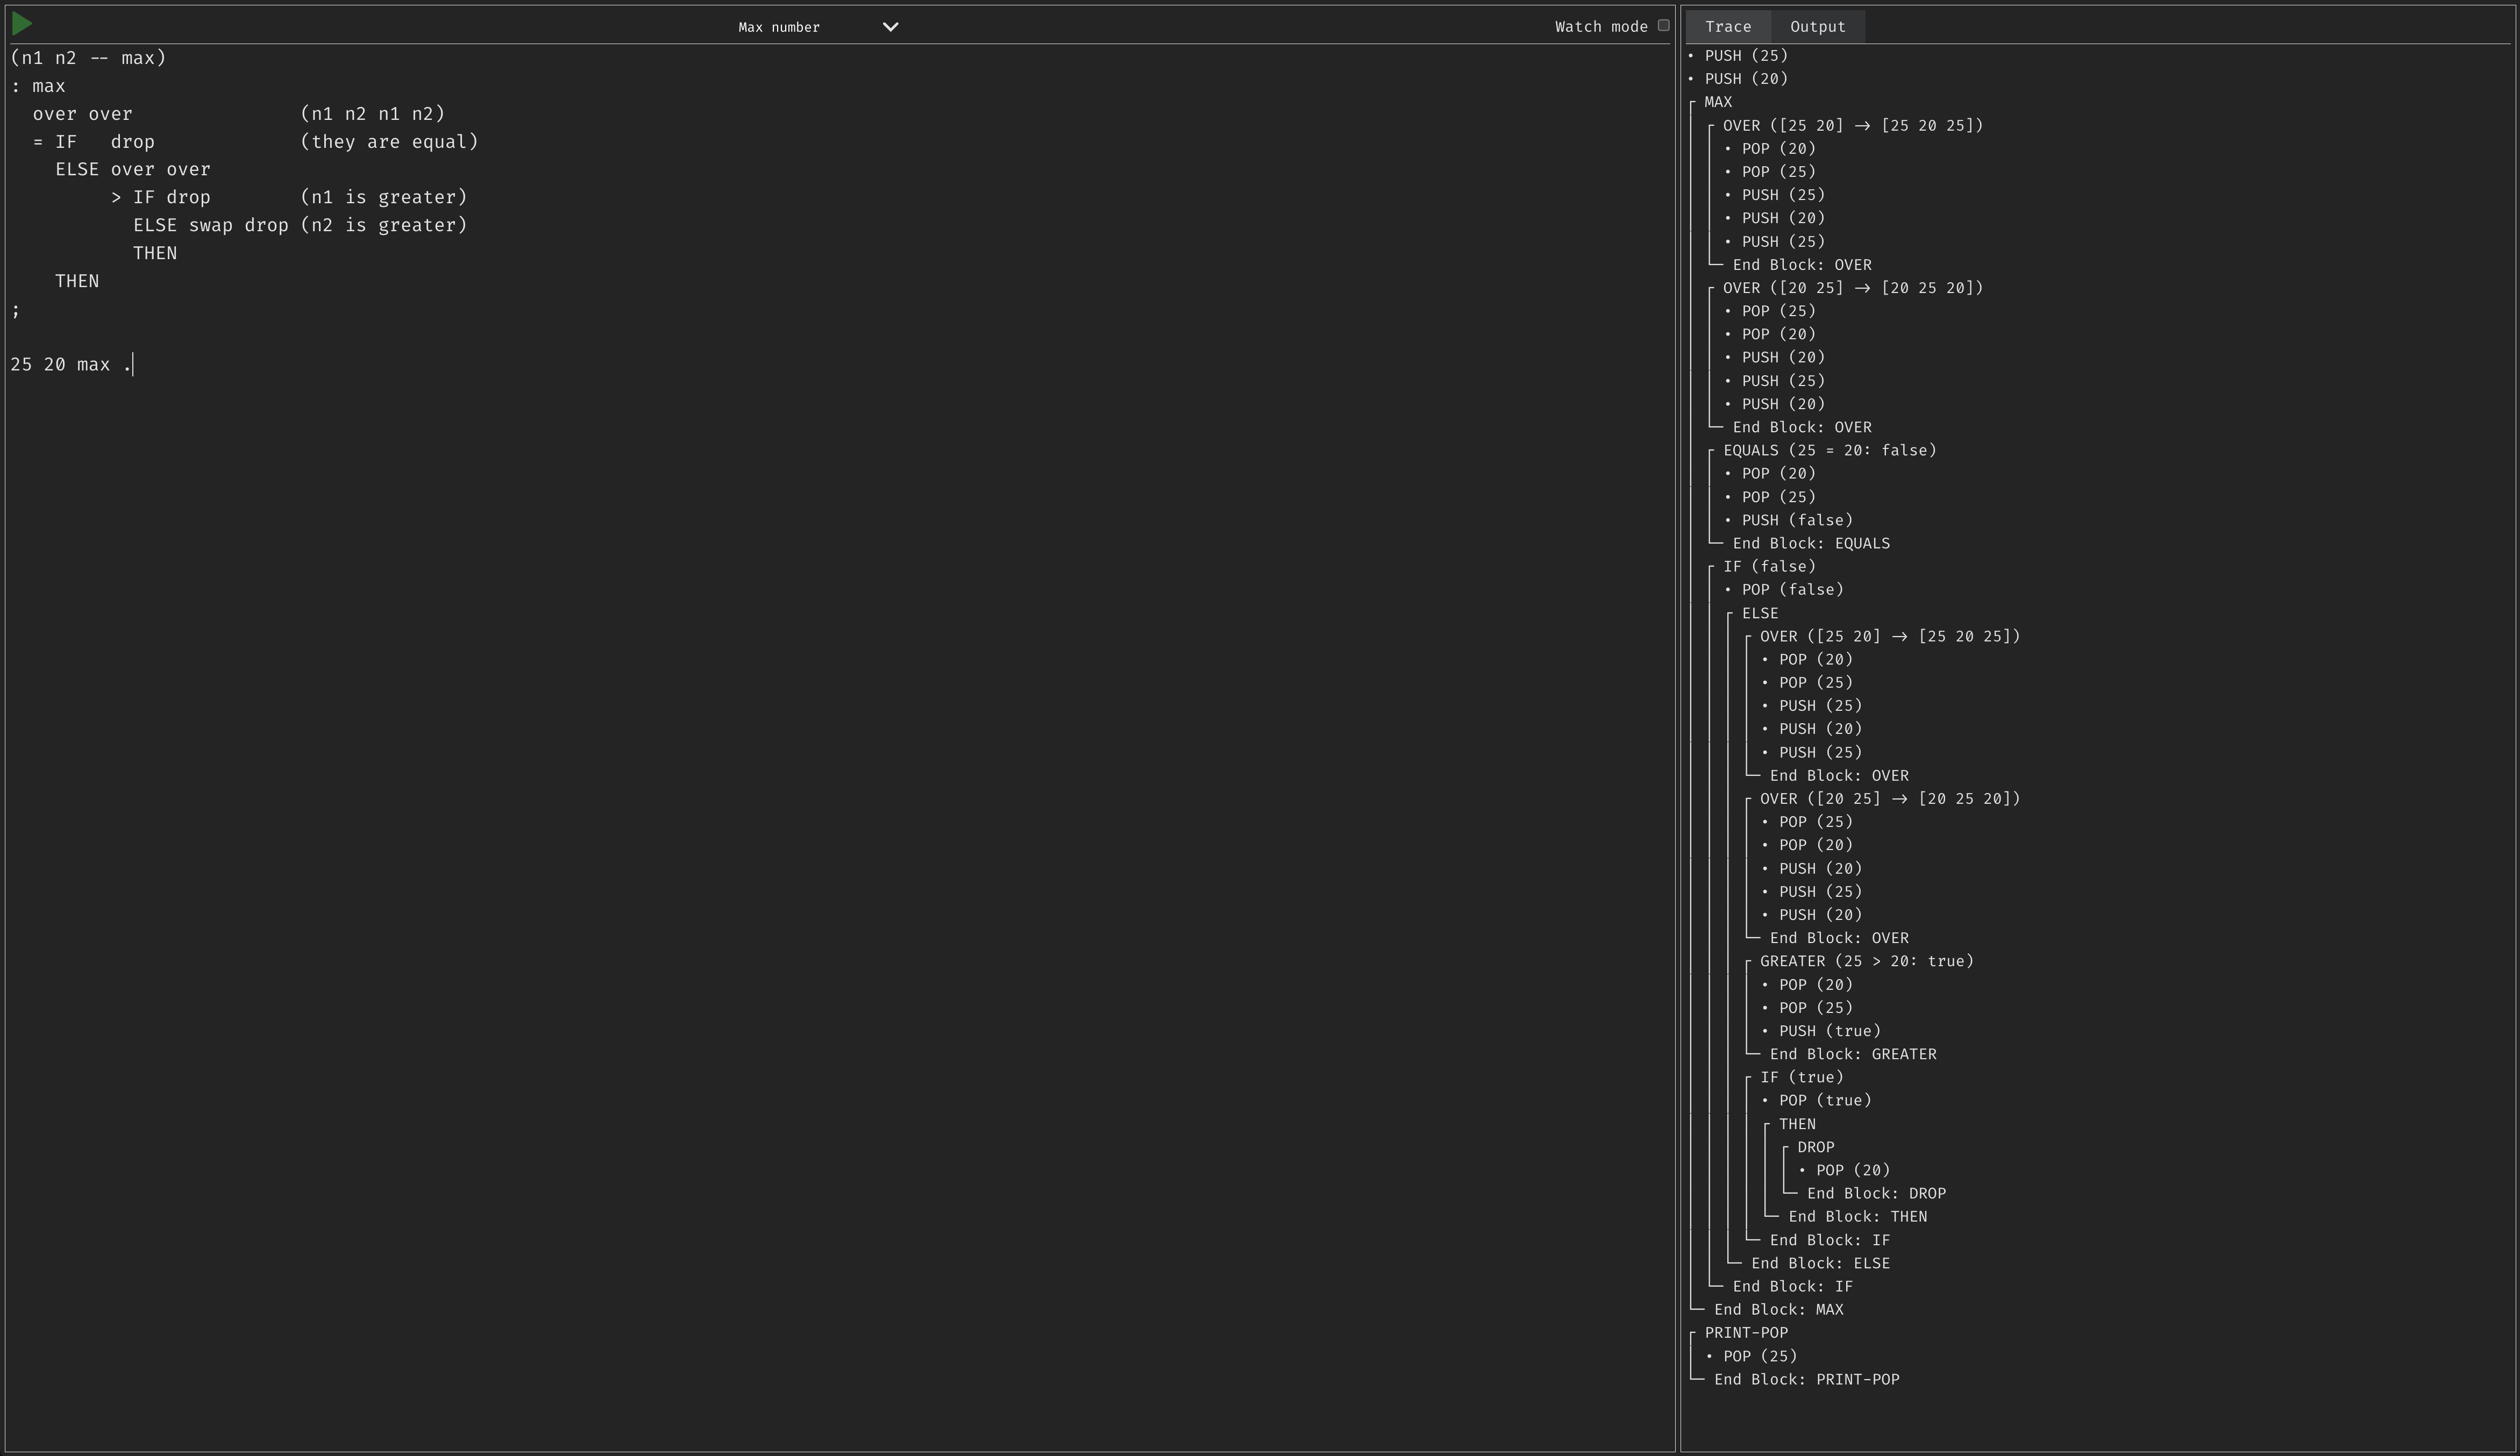 Max number
Watch mode
(n1 n2 -- max)
: max
  over over               (n1 n2 n1 n2)
  = IF   drop             (they are equal)
    ELSE over over
         > IF drop        (n1 is greater)
           ELSE swap drop (n2 is greater)
           THEN
    THEN
;
25 20 max .
Trace
Output
• PUSH (25)
• PUSH (20)
MAX
OVER ([25 20] → [25 20 25])
• POP (20)
• POP (25)
• PUSH (25)
• PUSH (20)
• PUSH (25)
End Block: OVER
OVER ([20 25] → [20 25 20])
• POP (25)
• POP (20)
• PUSH (20)
• PUSH (25)
• PUSH (20)
End Block: OVER
EQUALS (25 = 20: false)
• POP (20)
• POP (25)
• PUSH (false)
End Block: EQUALS
IF (false)
• POP (false)
ELSE
OVER ([25 20] → [25 20 25])
• POP (20)
• POP (25)
• PUSH (25)
• PUSH (20)
• PUSH (25)
End Block: OVER
OVER ([20 25] → [20 25 20])
• POP (25)
• POP (20)
• PUSH (20)
• PUSH (25)
• PUSH (20)
End Block: OVER
GREATER (25 > 20: true)
• POP (20)
• POP (25)
• PUSH (true)
End Block: GREATER
IF (true)
• POP (true)
THEN
DROP
• POP (20)
End Block: DROP
End Block: THEN
End Block: IF
End Block: ELSE
End Block: IF
End Block: MAX
PRINT-POP
• POP (25)
End Block: PRINT-POP